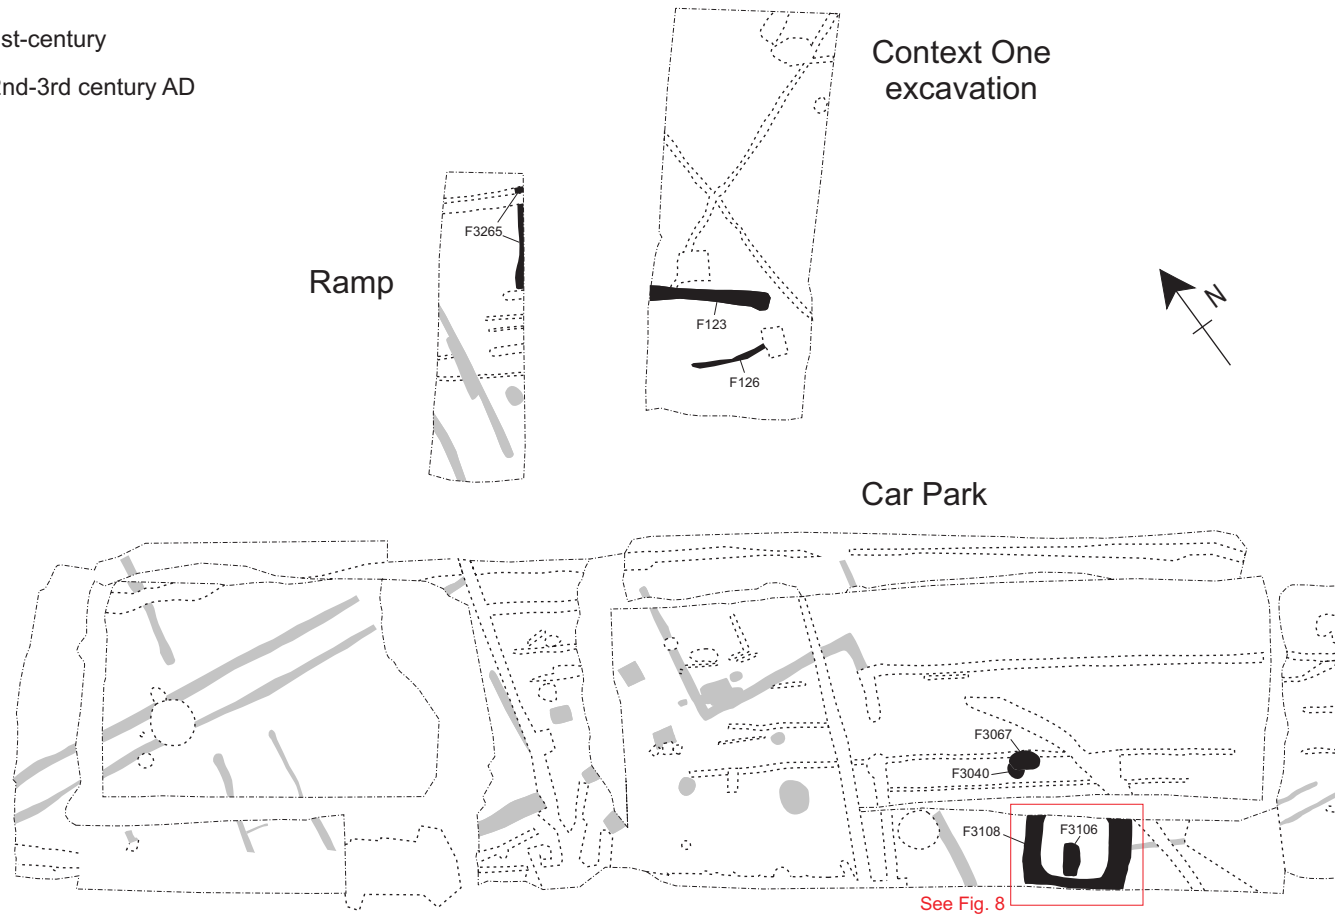 st-century
nd-3rd century AD
Context One
excavation
Ramp
F3265
F123
F126
N
Car Park
F3067
F3040
F3108
F3106
See Fig. 8